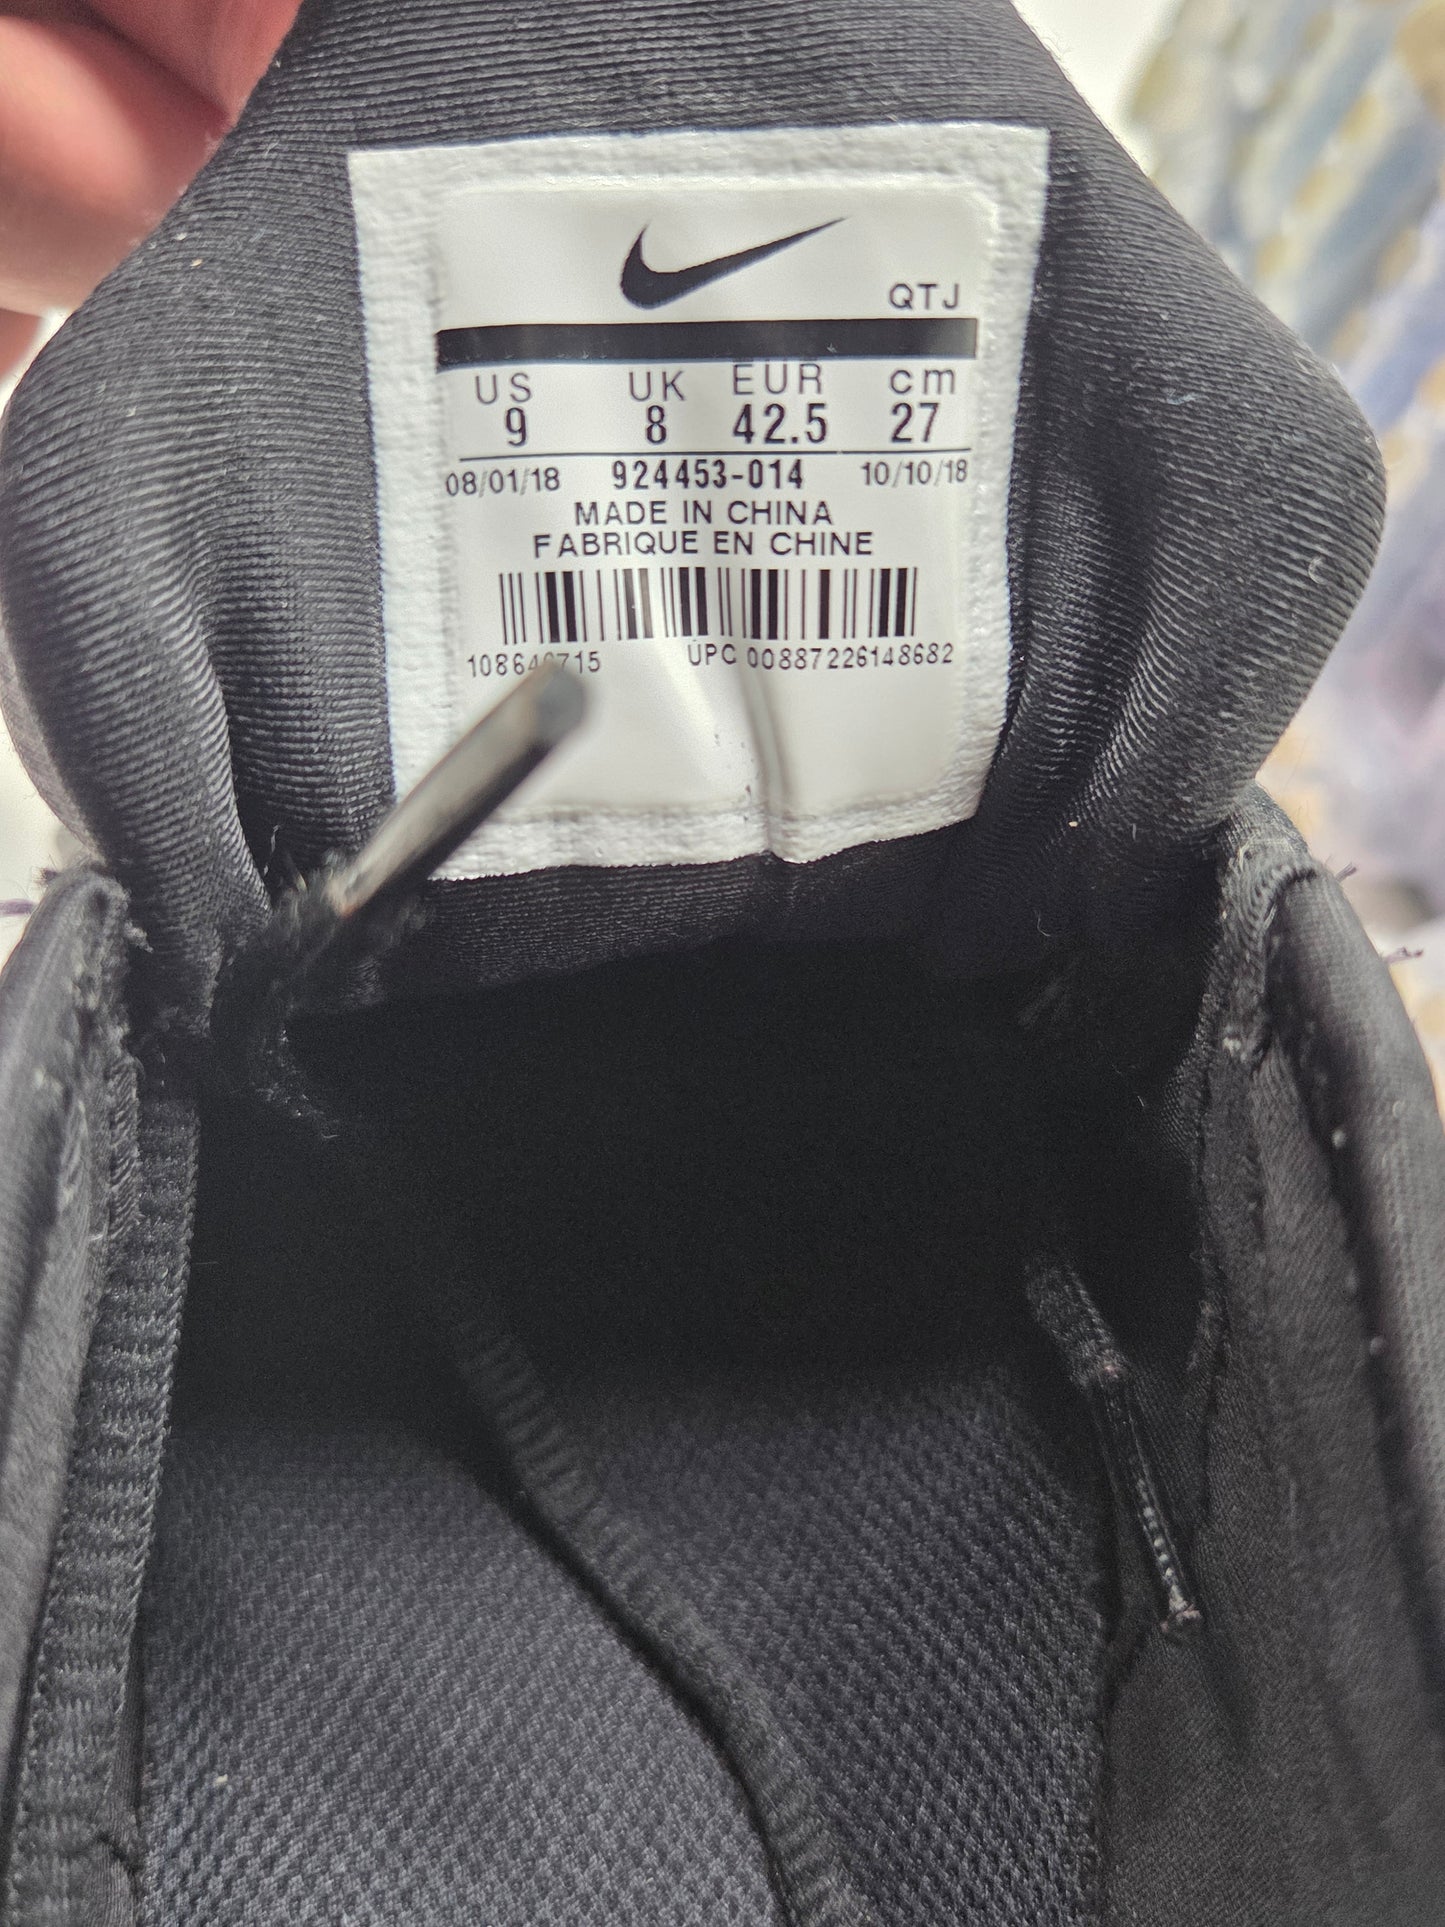 QTJ
US UK EUR cm
9 8 42.5 27
08/01/18 924453-014 10/10/18
MADE IN CHINA
FABRIQUE EN CHINE
UPC 00887226148682